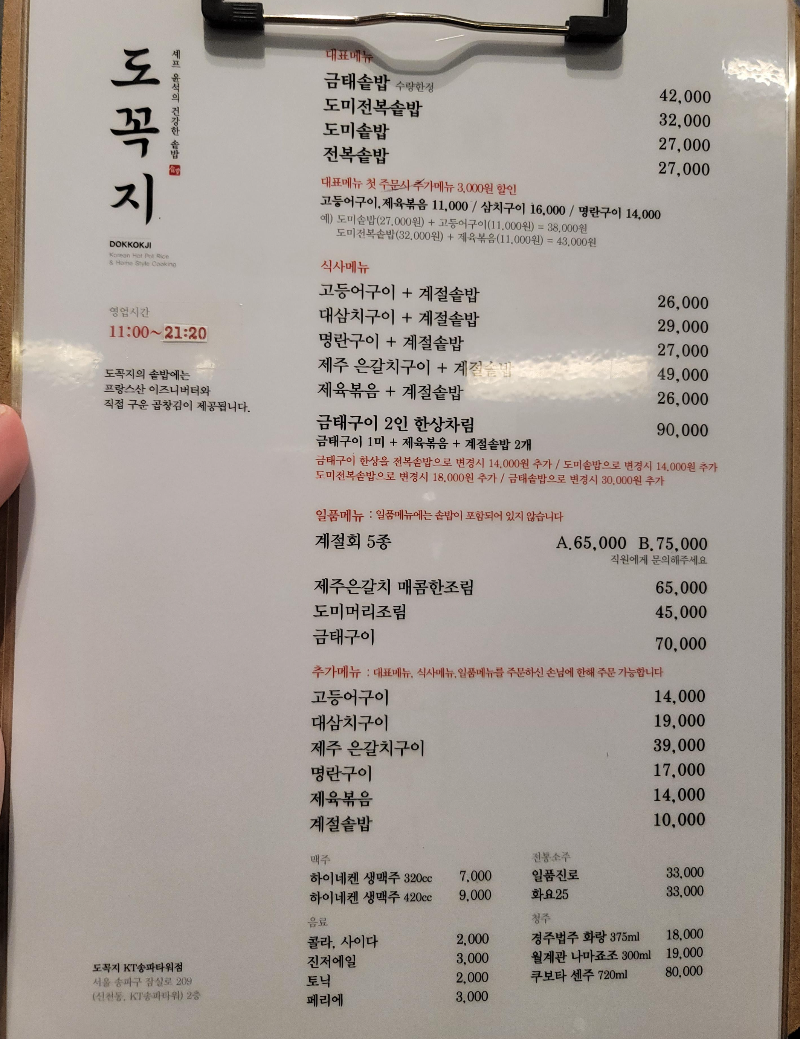 도꼭지
셰프 윤석의 건강한 솥밥
DOKKOKJI
Korean Hot Pot Rice
& Home Style Cooking
영업시간
11:00~21:20
도꼭지의 솥밥에는
프랑스산 이즈니버터와
직접 구운 곱창김이 제공됩니다.
도꼭지 KT송파타워점
서울 송파구 잠실로 209
(신천동, KT송파타워) 2층
대표메뉴
금태솥밥 수량한정 42,000
도미전복솥밥 32,000
도미솥밥 27,000
전복솥밥 27,000
대표메뉴 첫 주문시 추가메뉴 3,000원 할인
고등어구이,제육볶음 11,000 / 삼치구이 16,000 / 명란구이 14,000
예) 도미솥밥(27,000원) + 고등어구이(11,000원) = 38,000원
도미전복솥밥(32,000원) + 제육볶음(11,000원) = 43,000원
식사메뉴
고등어구이 + 계절솥밥 26,000
대삼치구이 + 계절솥밥 29,000
명란구이 + 계절솥밥 27,000
제주 은갈치구이 + 계절솥밥 49,000
제육볶음 + 계절솥밥 26,000
금태구이 2인 한상차림 90,000
금태구이 1미 + 제육볶음 + 계절솥밥 2개
금태구이 한상을 전복솥밥으로 변경시 14,000원 추가 / 도미솥밥으로 변경시 14,000원 추가
도미전복솥밥으로 변경시 18,000원 추가 / 금태솥밥으로 변경시 30,000원 추가
일품메뉴 : 일품메뉴에는 솥밥이 포함되어 있지 않습니다
계절회 5종 A.65,000 B.75,000
직원에게 문의해주세요
제주은갈치 매콤한조림 65,000
도미머리조림 45,000
금태구이 70,000
추가메뉴 : 대표메뉴, 식사메뉴,일품메뉴를 주문하신 손님에 한해 주문 가능합니다
고등어구이 14,000
대삼치구이 19,000
제주 은갈치구이 39,000
명란구이 17,000
제육볶음 14,000
계절솥밥 10,000
맥주
하이네켄 생맥주 320cc 7,000
하이네켄 생맥주 420cc 9,000
음료
콜라, 사이다 2,000
진저에일 3,000
토닉 2,000
페리에 3,000
전통소주
일품진로 33,000
화요25 33,000
청주
경주법주 화랑 375ml 18,000
월계관 나마죠조 300ml 19,000
쿠보타 센주 720ml 80,000